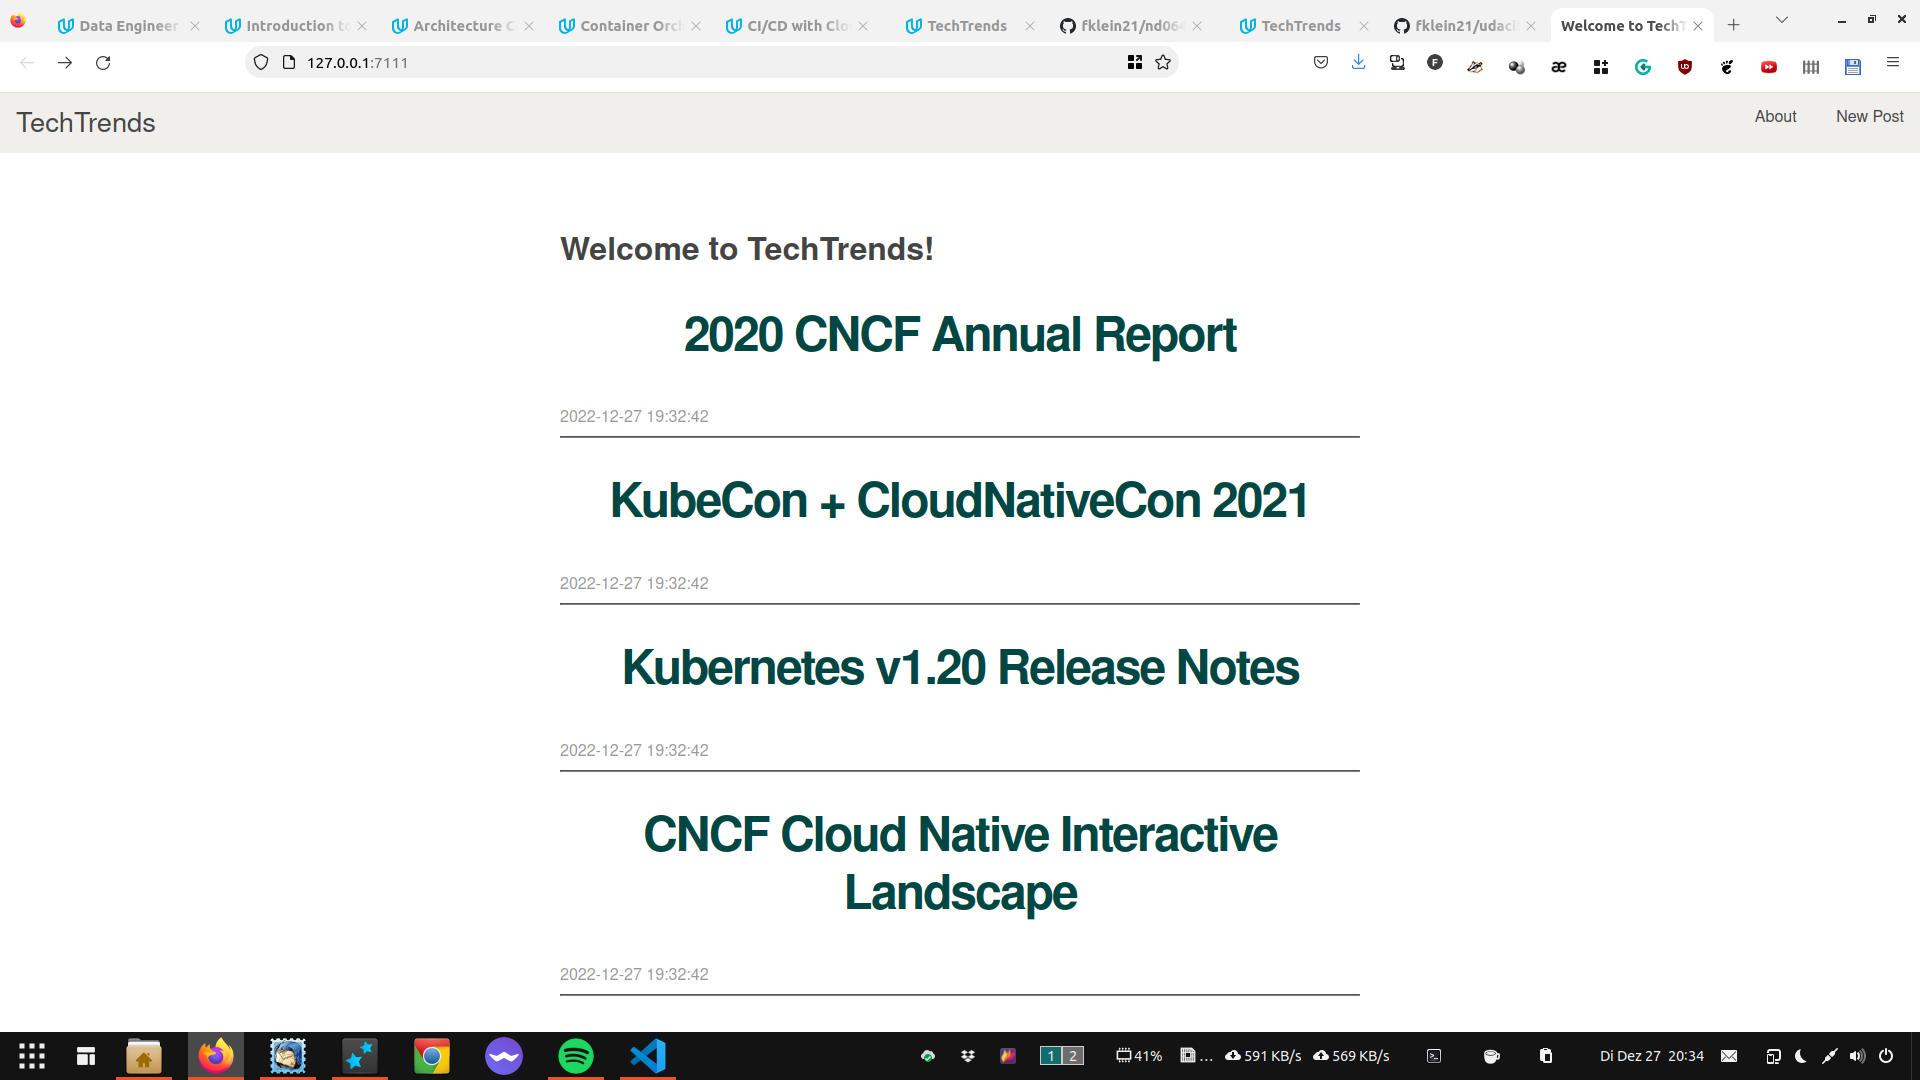 Data Engineer
Introduction to
Architecture C
Container Orch
CI/CD with Clo
TechTrends
fklein21/nd064
TechTrends
fklein21/udaci
Welcome to TechT
127.0.0.1:7111
TechTrends
About
New Post
Welcome to TechTrends!
2020 CNCF Annual Report
2022-12-27 19:32:42
KubeCon + CloudNativeCon 2021
2022-12-27 19:32:42
Kubernetes v1.20 Release Notes
2022-12-27 19:32:42
CNCF Cloud Native Interactive
Landscape
2022-12-27 19:32:42
1 2
41%
...
591 KB/s
569 KB/s
Di Dez 27 20:34